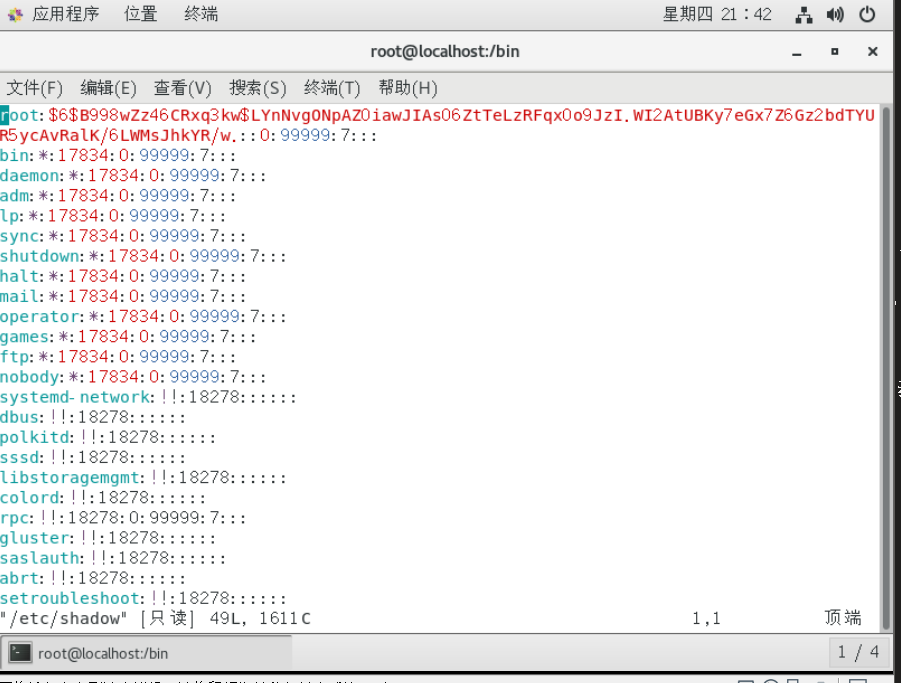 应用程序 位置 终端 星期四 21：42
root@localhost:/bin
文件(F) 编辑(E) 查看(V) 搜索(S) 终端(T) 帮助(H)
root:$6$B998wZz46CRxq3kw$LYnNvgONpAZ0iawJIAs06ZtTeLzRFqx0o9JzI.WI2AtUBKy7eGx7Z6Gz2bdTYU
R5ycAvRalK/6LWMsJhkYR/w.::0:99999:7:::
bin:*:17834:0:99999:7:::
daemon:*:17834:0:99999:7:::
adm:*:17834:0:99999:7:::
lp:*:17834:0:99999:7:::
sync:*:17834:0:99999:7:::
shutdown:*:17834:0:99999:7:::
halt:*:17834:0:99999:7:::
mail:*:17834:0:99999:7:::
operator:*:17834:0:99999:7:::
games:*:17834:0:99999:7:::
ftp:*:17834:0:99999:7:::
nobody:*:17834:0:99999:7:::
systemd-network:!!:18278::::::
dbus:!!:18278::::::
polkitd:!!:18278::::::
sssd:!!:18278::::::
libstoragemgmt:!!:18278::::::
colord:!!:18278::::::
rpc:!!:18278:0:99999:7:::
gluster:!!:18278::::::
saslauth:!!:18278::::::
abrt:!!:18278::::::
setroubleshoot:!!:18278::::::
"/etc/shadow" [只读] 49L, 1611C 1,1 顶端
root@localhost:/bin 1 / 4